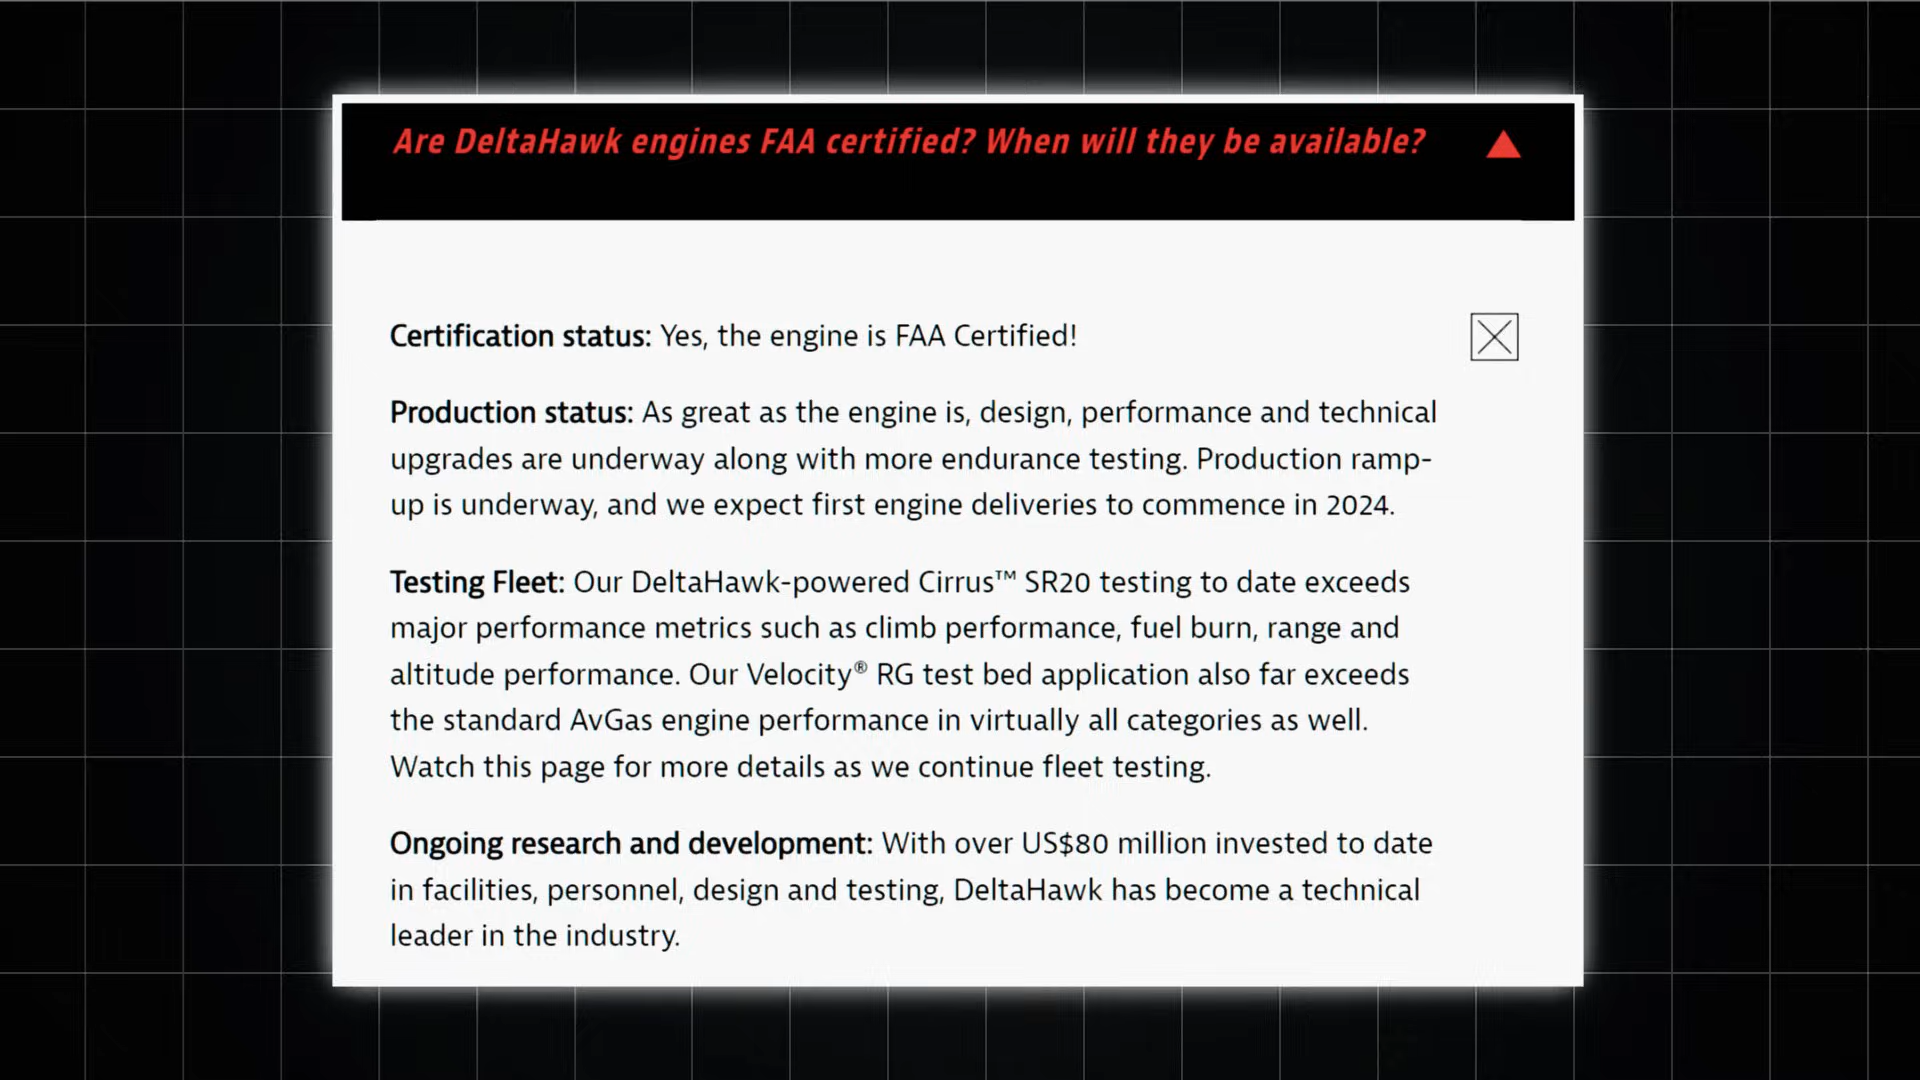 Are DeltaHawk engines FAA certified? When will they be available?
Certification status: Yes, the engine is FAA Certified!
Production status: As great as the engine is, design, performance and technical
upgrades are underway along with more endurance testing. Production ramp-
up is underway, and we expect first engine deliveries to commence in 2024.
Testing Fleet: Our DeltaHawk-powered Cirrus™ SR20 testing to date exceeds
major performance metrics such as climb performance, fuel burn, range and
altitude performance. Our Velocity® RG test bed application also far exceeds
the standard AvGas engine performance in virtually all categories as well.
Watch this page for more details as we continue fleet testing.
Ongoing research and development: With over US$80 million invested to date
in facilities, personnel, design and testing, DeltaHawk has become a technical
leader in the industry.